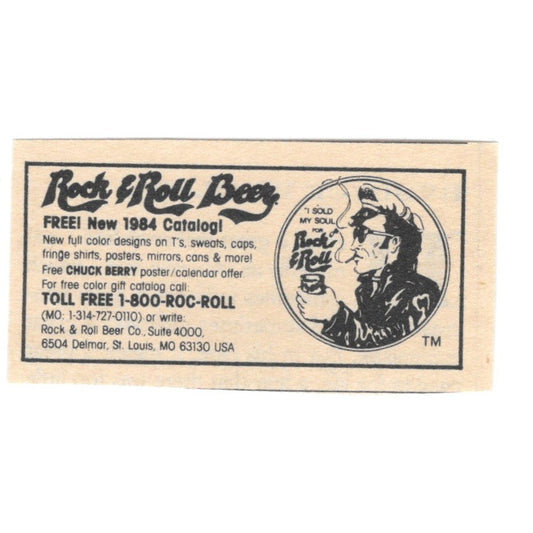 Rock & Roll Beer
FREE! New 1984 Catalog!
New full color designs on T's, sweats, caps,
fringe shirts, posters, mirrors, cans & more!
Free CHUCK BERRY poster/calendar offer.
For free color gift catalog call:
TOLL FREE 1-800-ROC-ROLL
(MO: 1-314-727-0110) or write:
Rock & Roll Beer Co., Suite 4000,
6504 Delmar, St. Louis, MO 63130 USA
"I SOLD
MY SOUL
FOR
Rock
& Roll
TM